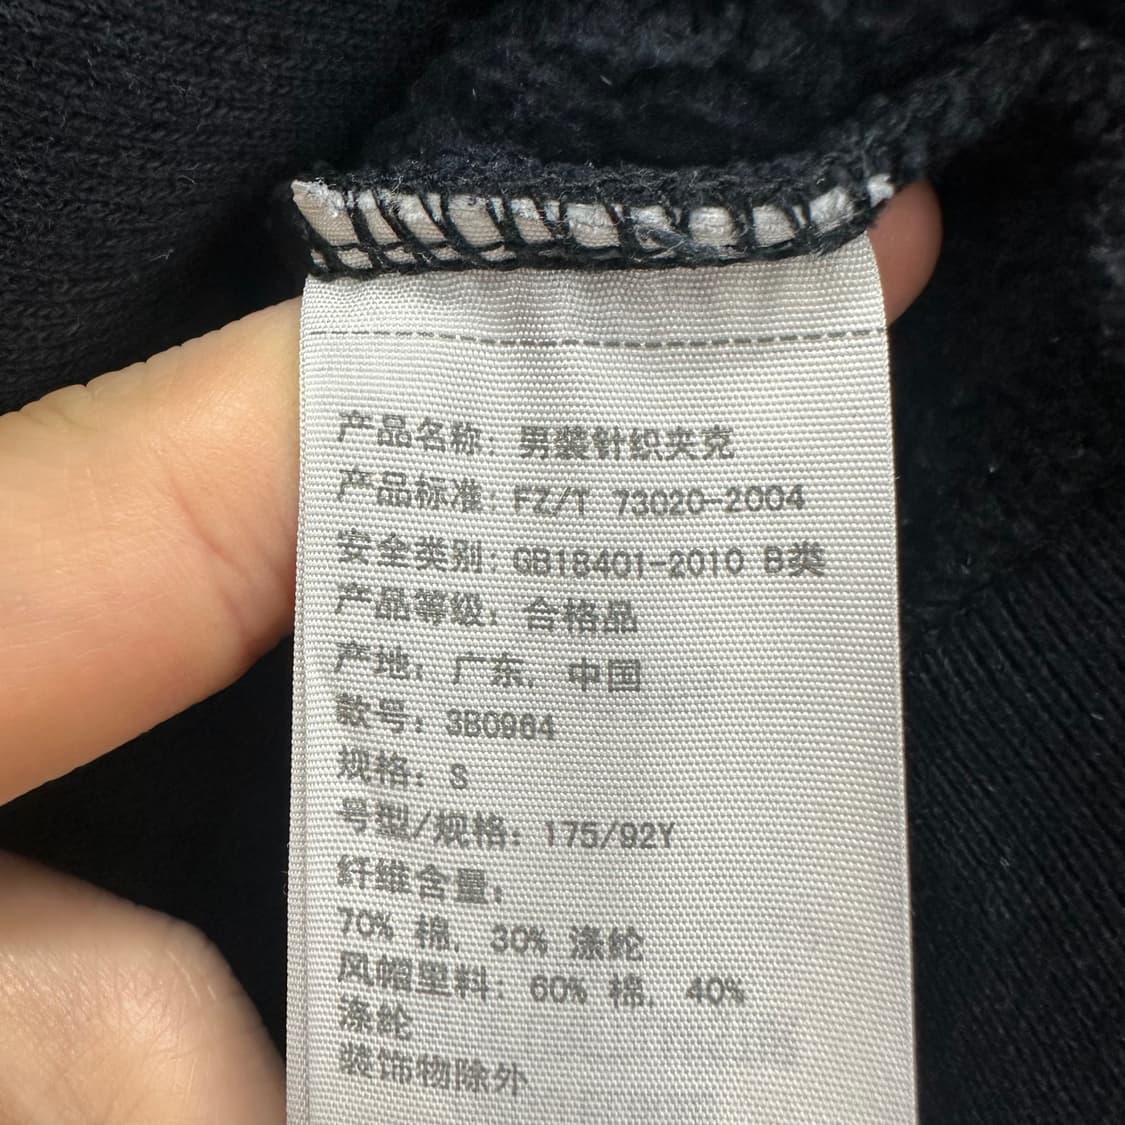 产品名称: 男装针织夹克
产品标准: FZ/T 73020-2004
安全类别: GB18401-2010 B类
产品等级: 合格品
产地: 广东, 中国
款号: 3B0964
规格: S
号型/规格: 175/92Y
纤维含量:
70% 棉, 30% 涤纶
风帽里料: 60% 棉, 40%
涤纶
装饰物除外